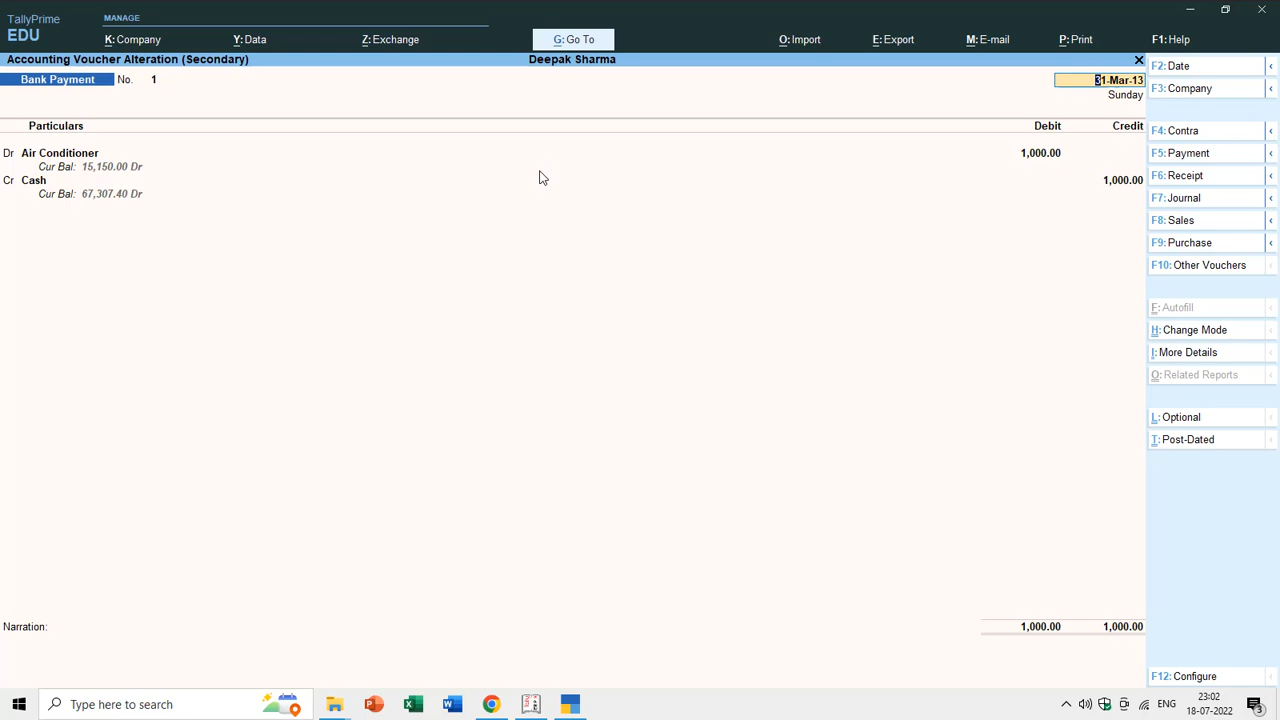 TallyPrime
EDU
MANAGE
K: Company
Y: Data
Z: Exchange
G: Go To
O: Import
E: Export
M: E-mail
P: Print
F1: Help
Accounting Voucher Alteration (Secondary)
Deepak Sharma
Bank Payment No. 1
31-Mar-13
Sunday
Particulars Debit Credit
Dr Air Conditioner 1,000.00
Cur Bal: 15,150.00 Dr
Cr Cash 1,000.00
Cur Bal: 67,307.40 Dr
Narration: 1,000.00 1,000.00
F2: Date
F3: Company
F4: Contra
F5: Payment
F6: Receipt
F7: Journal
F8: Sales
F9: Purchase
F10: Other Vouchers
F: Autofill
H: Change Mode
I: More Details
O: Related Reports
L: Optional
T: Post-Dated
F12: Configure
Type here to search
ENG
23:02
18-07-2022
3